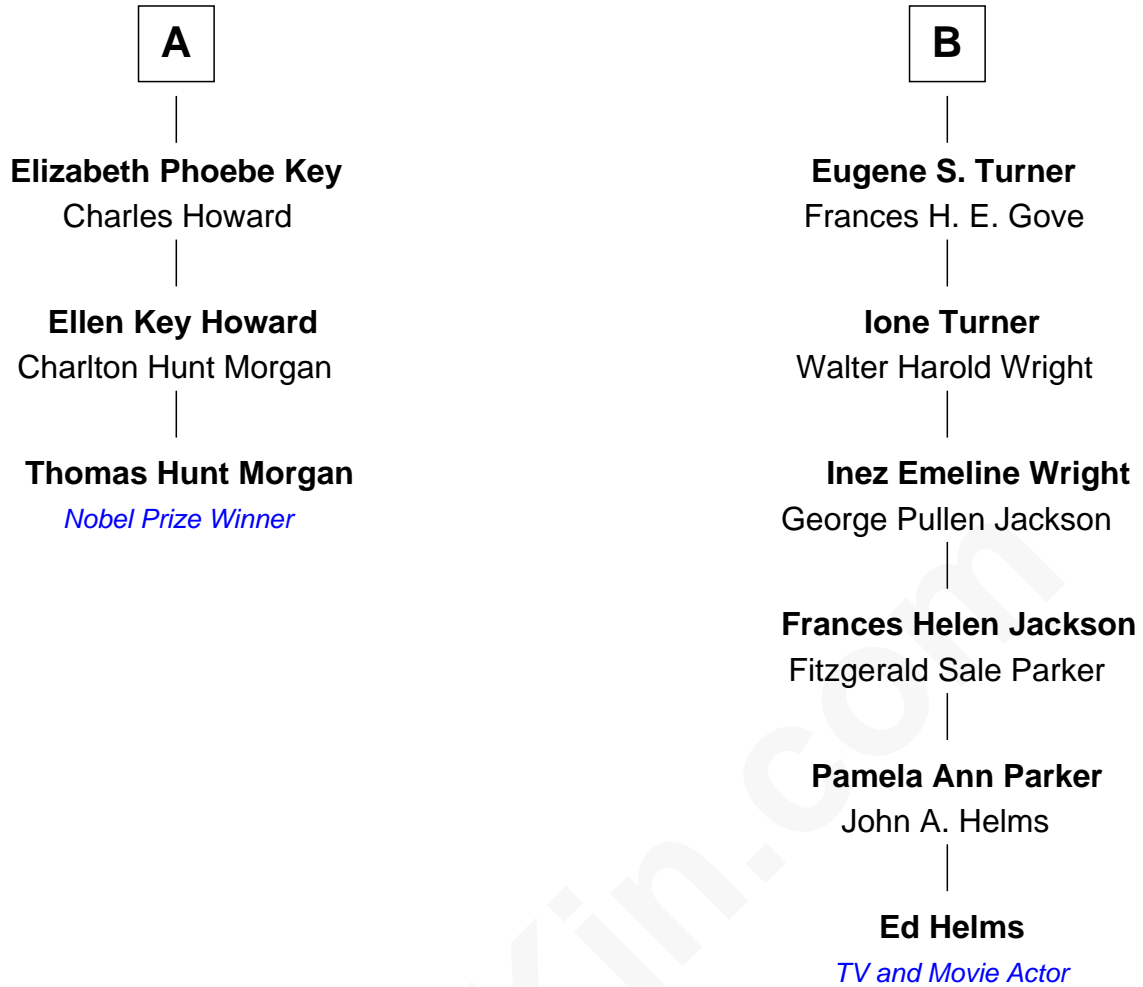 A
Elizabeth Phoebe Key
Charles Howard
Ellen Key Howard
Charlton Hunt Morgan
Thomas Hunt Morgan
Nobel Prize Winner
B
Eugene S. Turner
Frances H. E. Gove
Ione Turner
Walter Harold Wright
Inez Emeline Wright
George Pullen Jackson
Frances Helen Jackson
Fitzgerald Sale Parker
Pamela Ann Parker
John A. Helms
Ed Helms
TV and Movie Actor
Kin.com